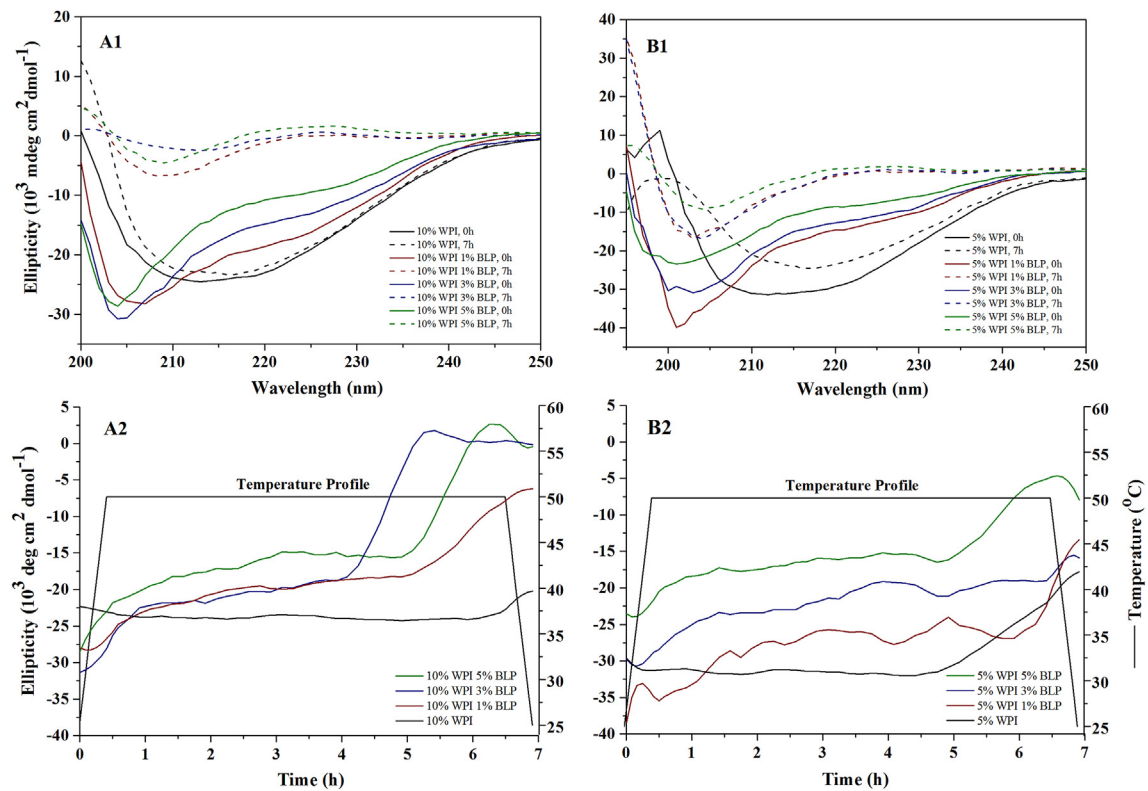 A1
Ellipticity (10³ mdeg cm² dmol⁻¹)
20
10
0
-10
-20
-30
10% WPI, 0h
10% WPI, 7h
10% WPI 1% BLP, 0h
10% WPI 1% BLP, 7h
10% WPI 3% BLP, 0h
10% WPI 3% BLP, 7h
10% WPI 5% BLP, 0h
10% WPI 5% BLP, 7h
200 210 220 230 240 250
Wavelength (nm)
B1
40
30
20
10
0
-10
-20
-30
-40
5% WPI, 0h
5% WPI, 7h
5% WPI 1% BLP, 0h
5% WPI 1% BLP, 7h
5% WPI 3% BLP, 0h
5% WPI 3% BLP, 7h
5% WPI 5% BLP, 0h
5% WPI 5% BLP, 7h
200 210 220 230 240 250
Wavelength (nm)
A2
Ellipticity (10³ deg cm² dmol⁻¹)
5
0
-5
-10
-15
-20
-25
-30
-35
-40
Temperature Profile
10% WPI 5% BLP
10% WPI 3% BLP
10% WPI 1% BLP
10% WPI
60
55
50
45
40
35
30
25
0 1 2 3 4 5 6 7
Time (h)
B2
5
0
-5
-10
-15
-20
-25
-30
-35
-40
Temperature Profile
5% WPI 5% BLP
5% WPI 3% BLP
5% WPI 1% BLP
5% WPI
60
55
50
45
40
35
30
25
Temperature (°C)
0 1 2 3 4 5 6 7
Time (h)